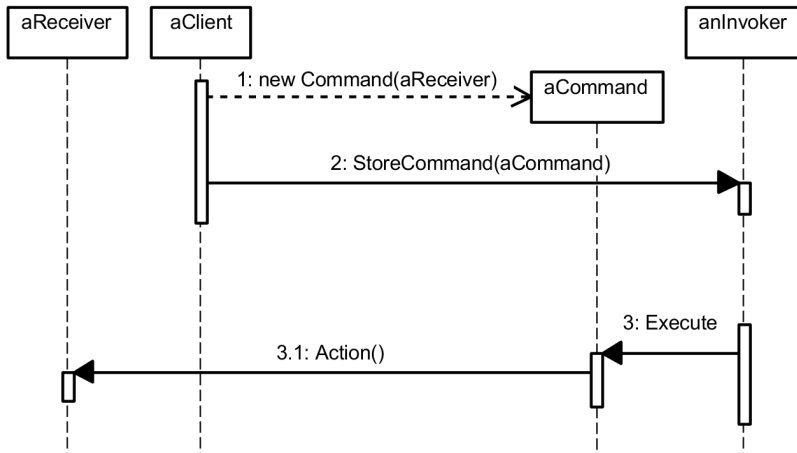 aReceiver
aClient
anInvoker
1: new Command(aReceiver)
aCommand
2: StoreCommand(aCommand)
3: Execute
3.1: Action()